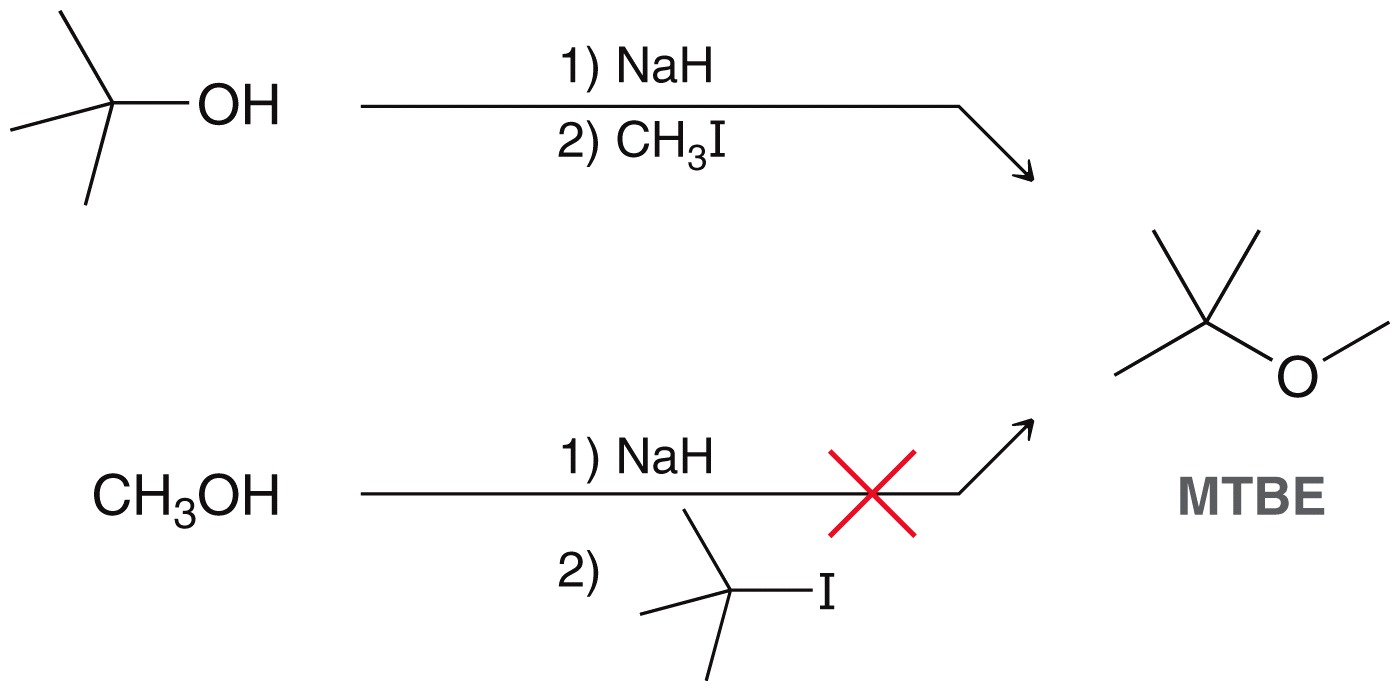 OH
1) NaH
2) CH₃I
O
MTBE
CH₃OH
1) NaH
2)
I